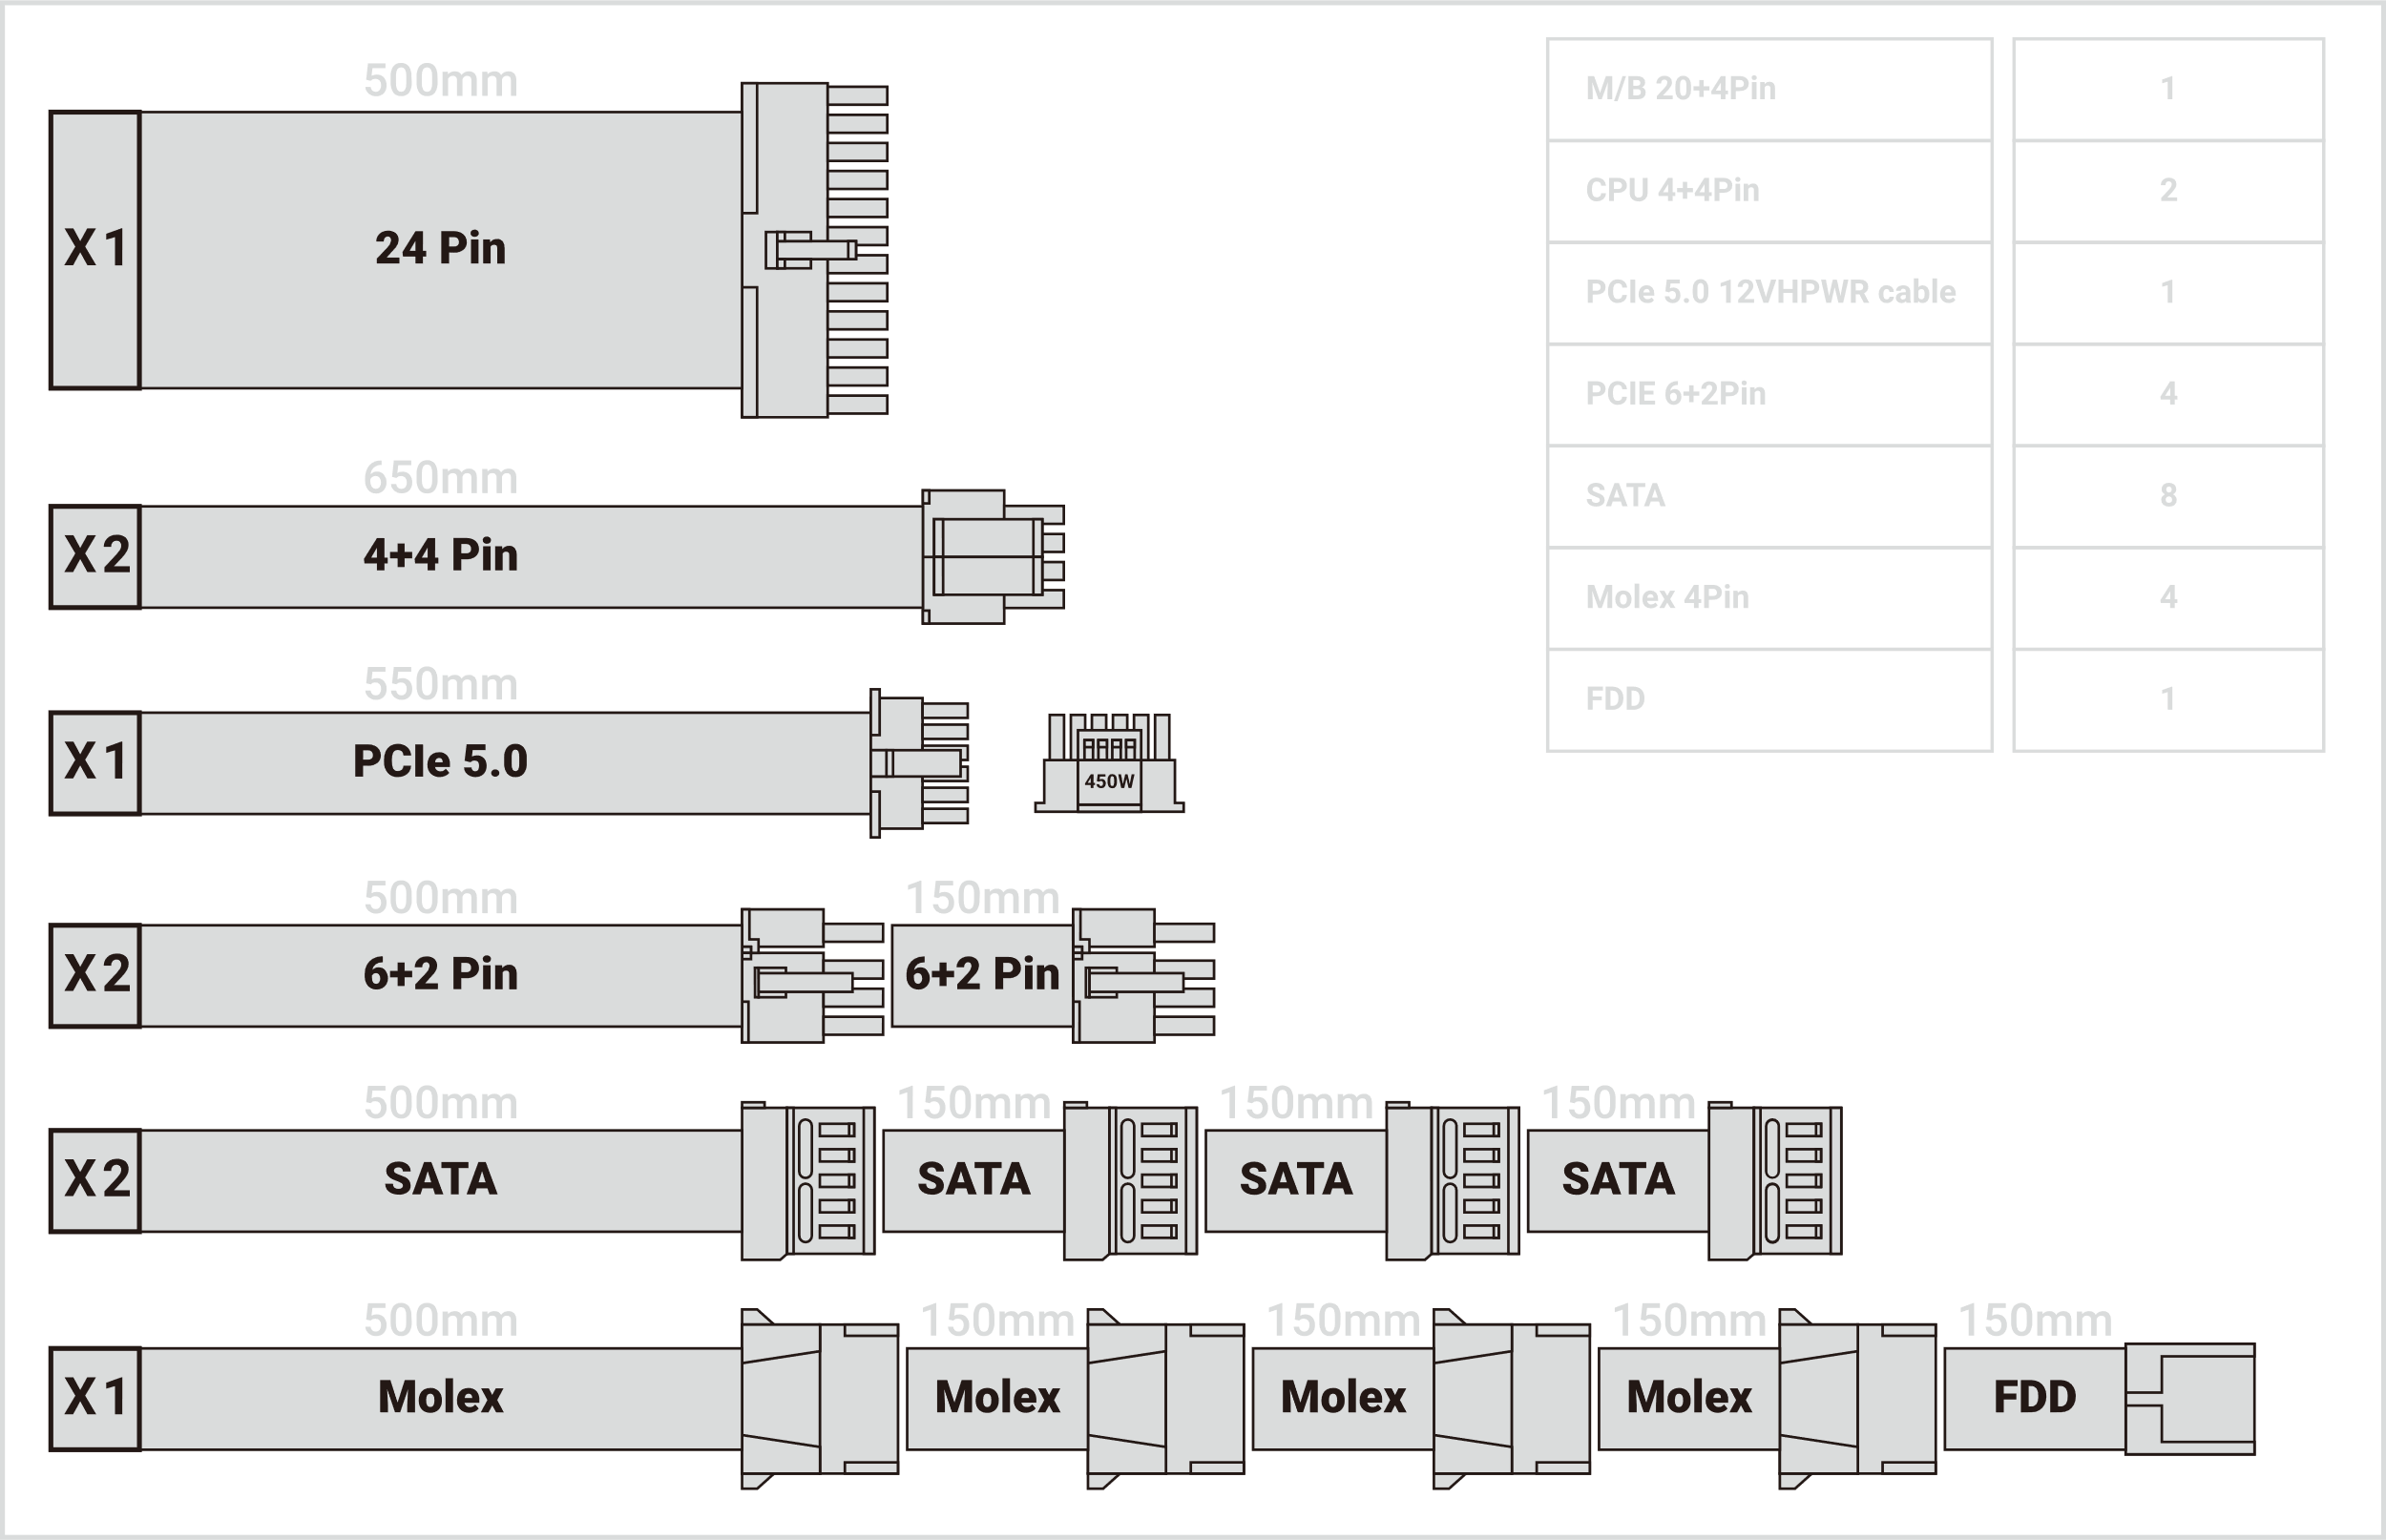 500mm
X1
24 Pin
650mm
X2
4+4 Pin
550mm
X1
PCIe 5.0
450W
500mm
150mm
X2
6+2 Pin
6+2 Pin
500mm
150mm
150mm
150mm
X2
SATA
SATA
SATA
SATA
500mm
150mm
150mm
150mm
150mm
X1
Molex
Molex
Molex
Molex
FDD
M/B 20+4Pin 1
CPU 4+4Pin 2
PCIe 5.0 12VHPWR cable 1
PCIE 6+2Pin 4
SATA 8
Molex 4Pin 4
FDD 1